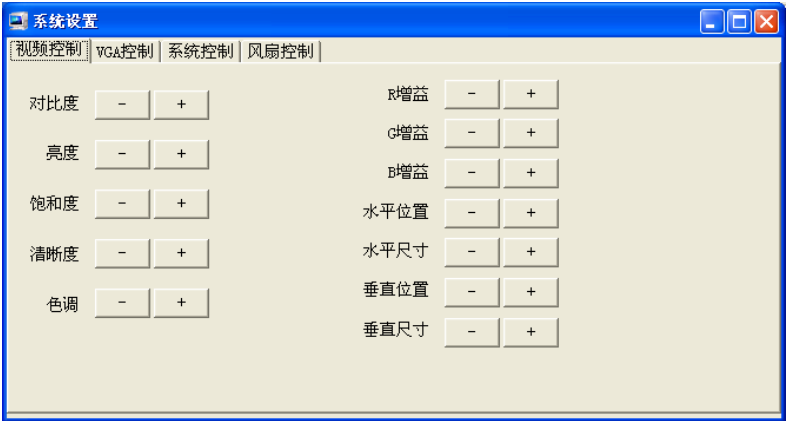 系统设置
视频控制 VGA控制 系统控制 风扇控制
对比度 - +
亮度 - +
饱和度 - +
清晰度 - +
色调 - +
R增益 - +
G增益 - +
B增益 - +
水平位置 - +
水平尺寸 - +
垂直位置 - +
垂直尺寸 - +